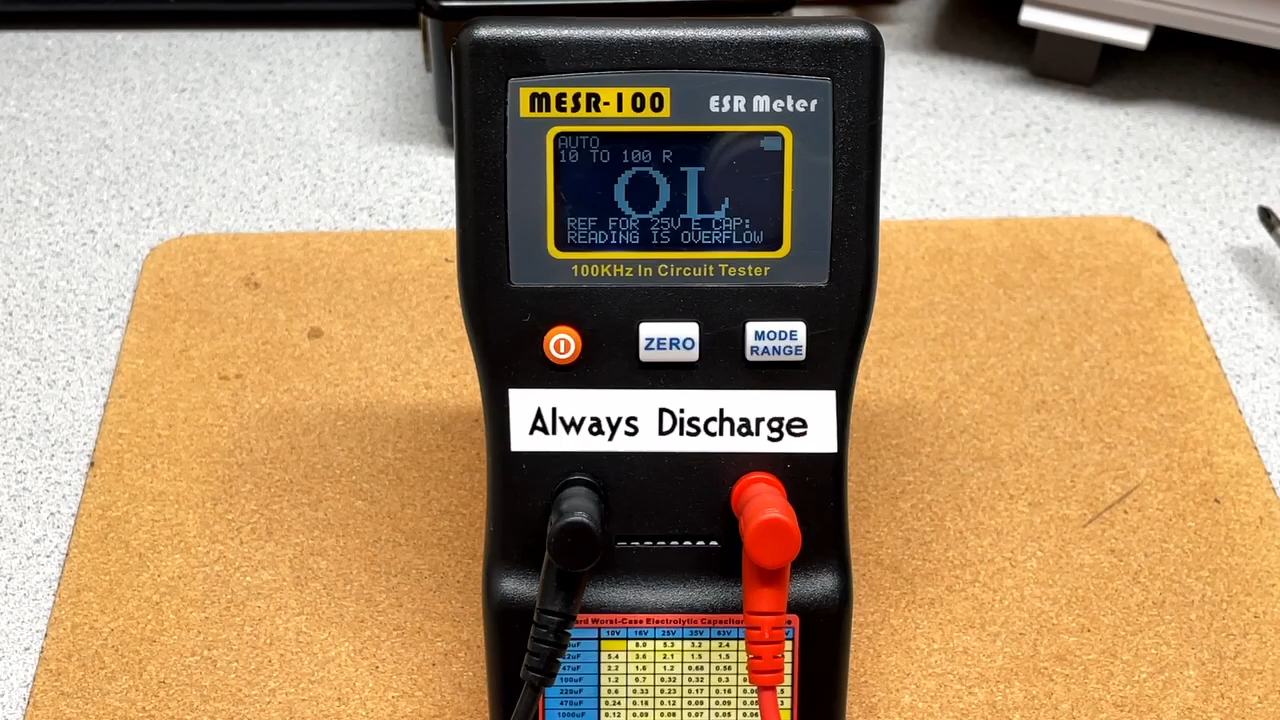 MESR-100 ESR Meter
AUTO
10 TO 100 R
OL
REF FOR 25V E CAP:
READING IS OVERFLOW
100KHz In Circuit Tester
ZERO
MODE
RANGE
Always Discharge
Worst-Case Electrolytic
10V 16V 25V 35V 63V
8.0 5.3 3.2 2.4
5.4 3.6 2.1 1.5 1.5
47uF 2.2 1.6 1.2 0.68 0.56
100uF 1.2 0.7 0.32 0.32 0.3
220uF 0.6 0.33 0.23 0.17 0.16
470uF 0.24 0.18 0.12 0.09 0.09
1000uF 0.12 0.09 0.08 0.07 0.05